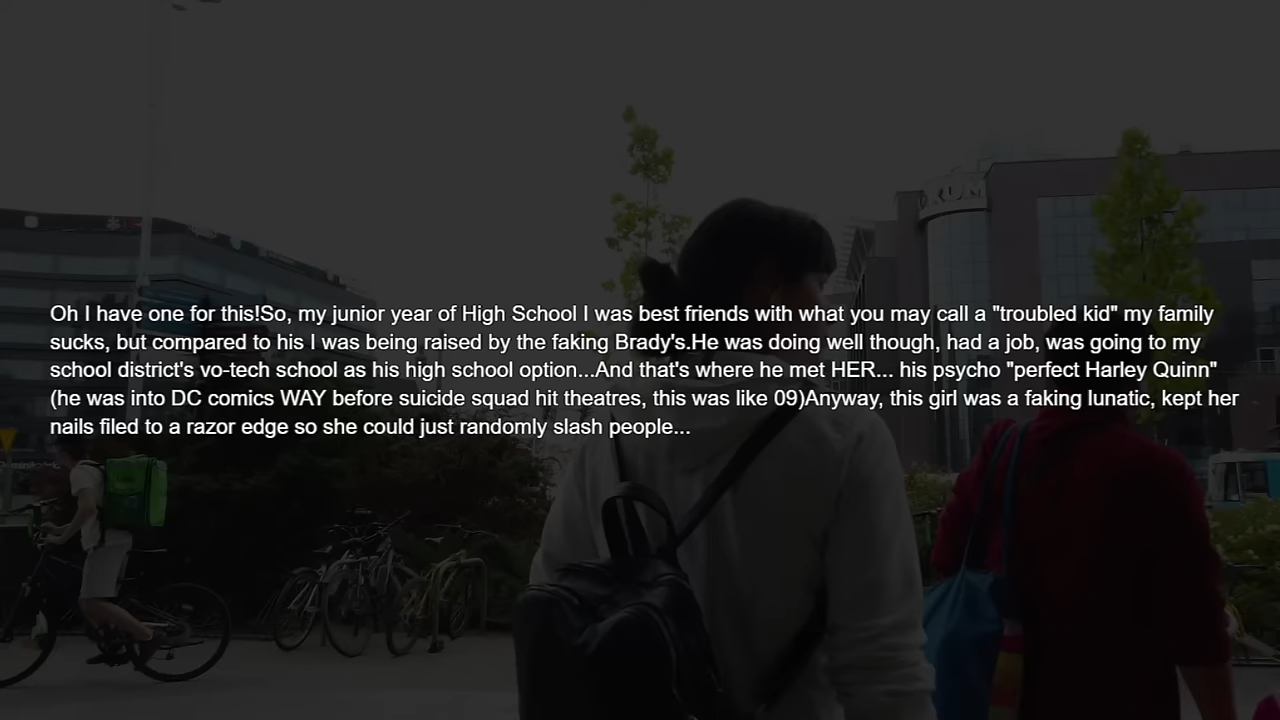 ORUM
Oh I have one for this!So, my junior year of High School I was best friends with what you may call a "troubled kid" my family
sucks, but compared to his I was being raised by the faking Brady's.He was doing well though, had a job, was going to my
school district's vo-tech school as his high school option...And that's where he met HER... his psycho "perfect Harley Quinn"
(he was into DC comics WAY before suicide squad hit theatres, this was like 09)Anyway, this girl was a faking lunatic, kept her
nails filed to a razor edge so she could just randomly slash people...